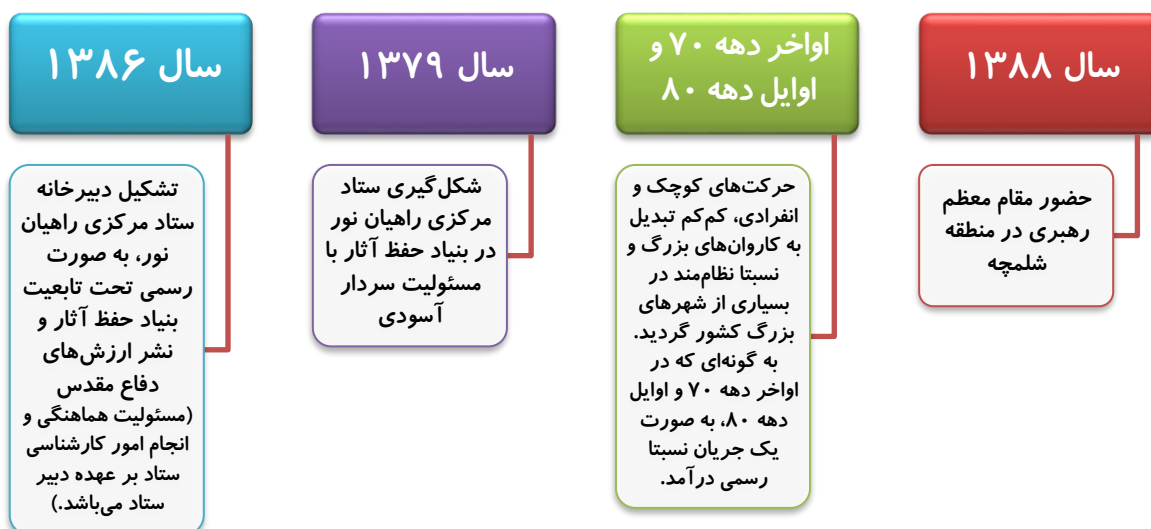 سال ۱۳۸۸
حضور مقام معظم
رهبری در منطقه
شلمچه
اواخر دهه ۷۰ و
اوایل دهه ۸۰
حرکت‌های کوچک و
انفرادی، کم‌کم تبدیل
به کاروان‌های بزرگ و
نسبتا نظام‌مند در
بسیاری از شهرهای
بزرگ کشور گردید.
به گونه‌ای که در
اواخر دهه ۷۰ و اوایل
دهه ۸۰، به صورت
یک جریان نسبتا
رسمی درآمد.
سال ۱۳۷۹
شکل‌گیری ستاد
مرکزی راهیان نور
در بنیاد حفظ آثار با
مسئولیت سردار
آسودی
سال ۱۳۸۶
تشکیل دبیرخانه
ستاد مرکزی راهیان
نور، به صورت
رسمی تحت تابعیت
بنیاد حفظ آثار و
نشر ارزش‌های
دفاع مقدس
(مسئولیت هماهنگی و
انجام امور کارشناسی
ستاد بر عهده دبیر
ستاد می‌باشد.)